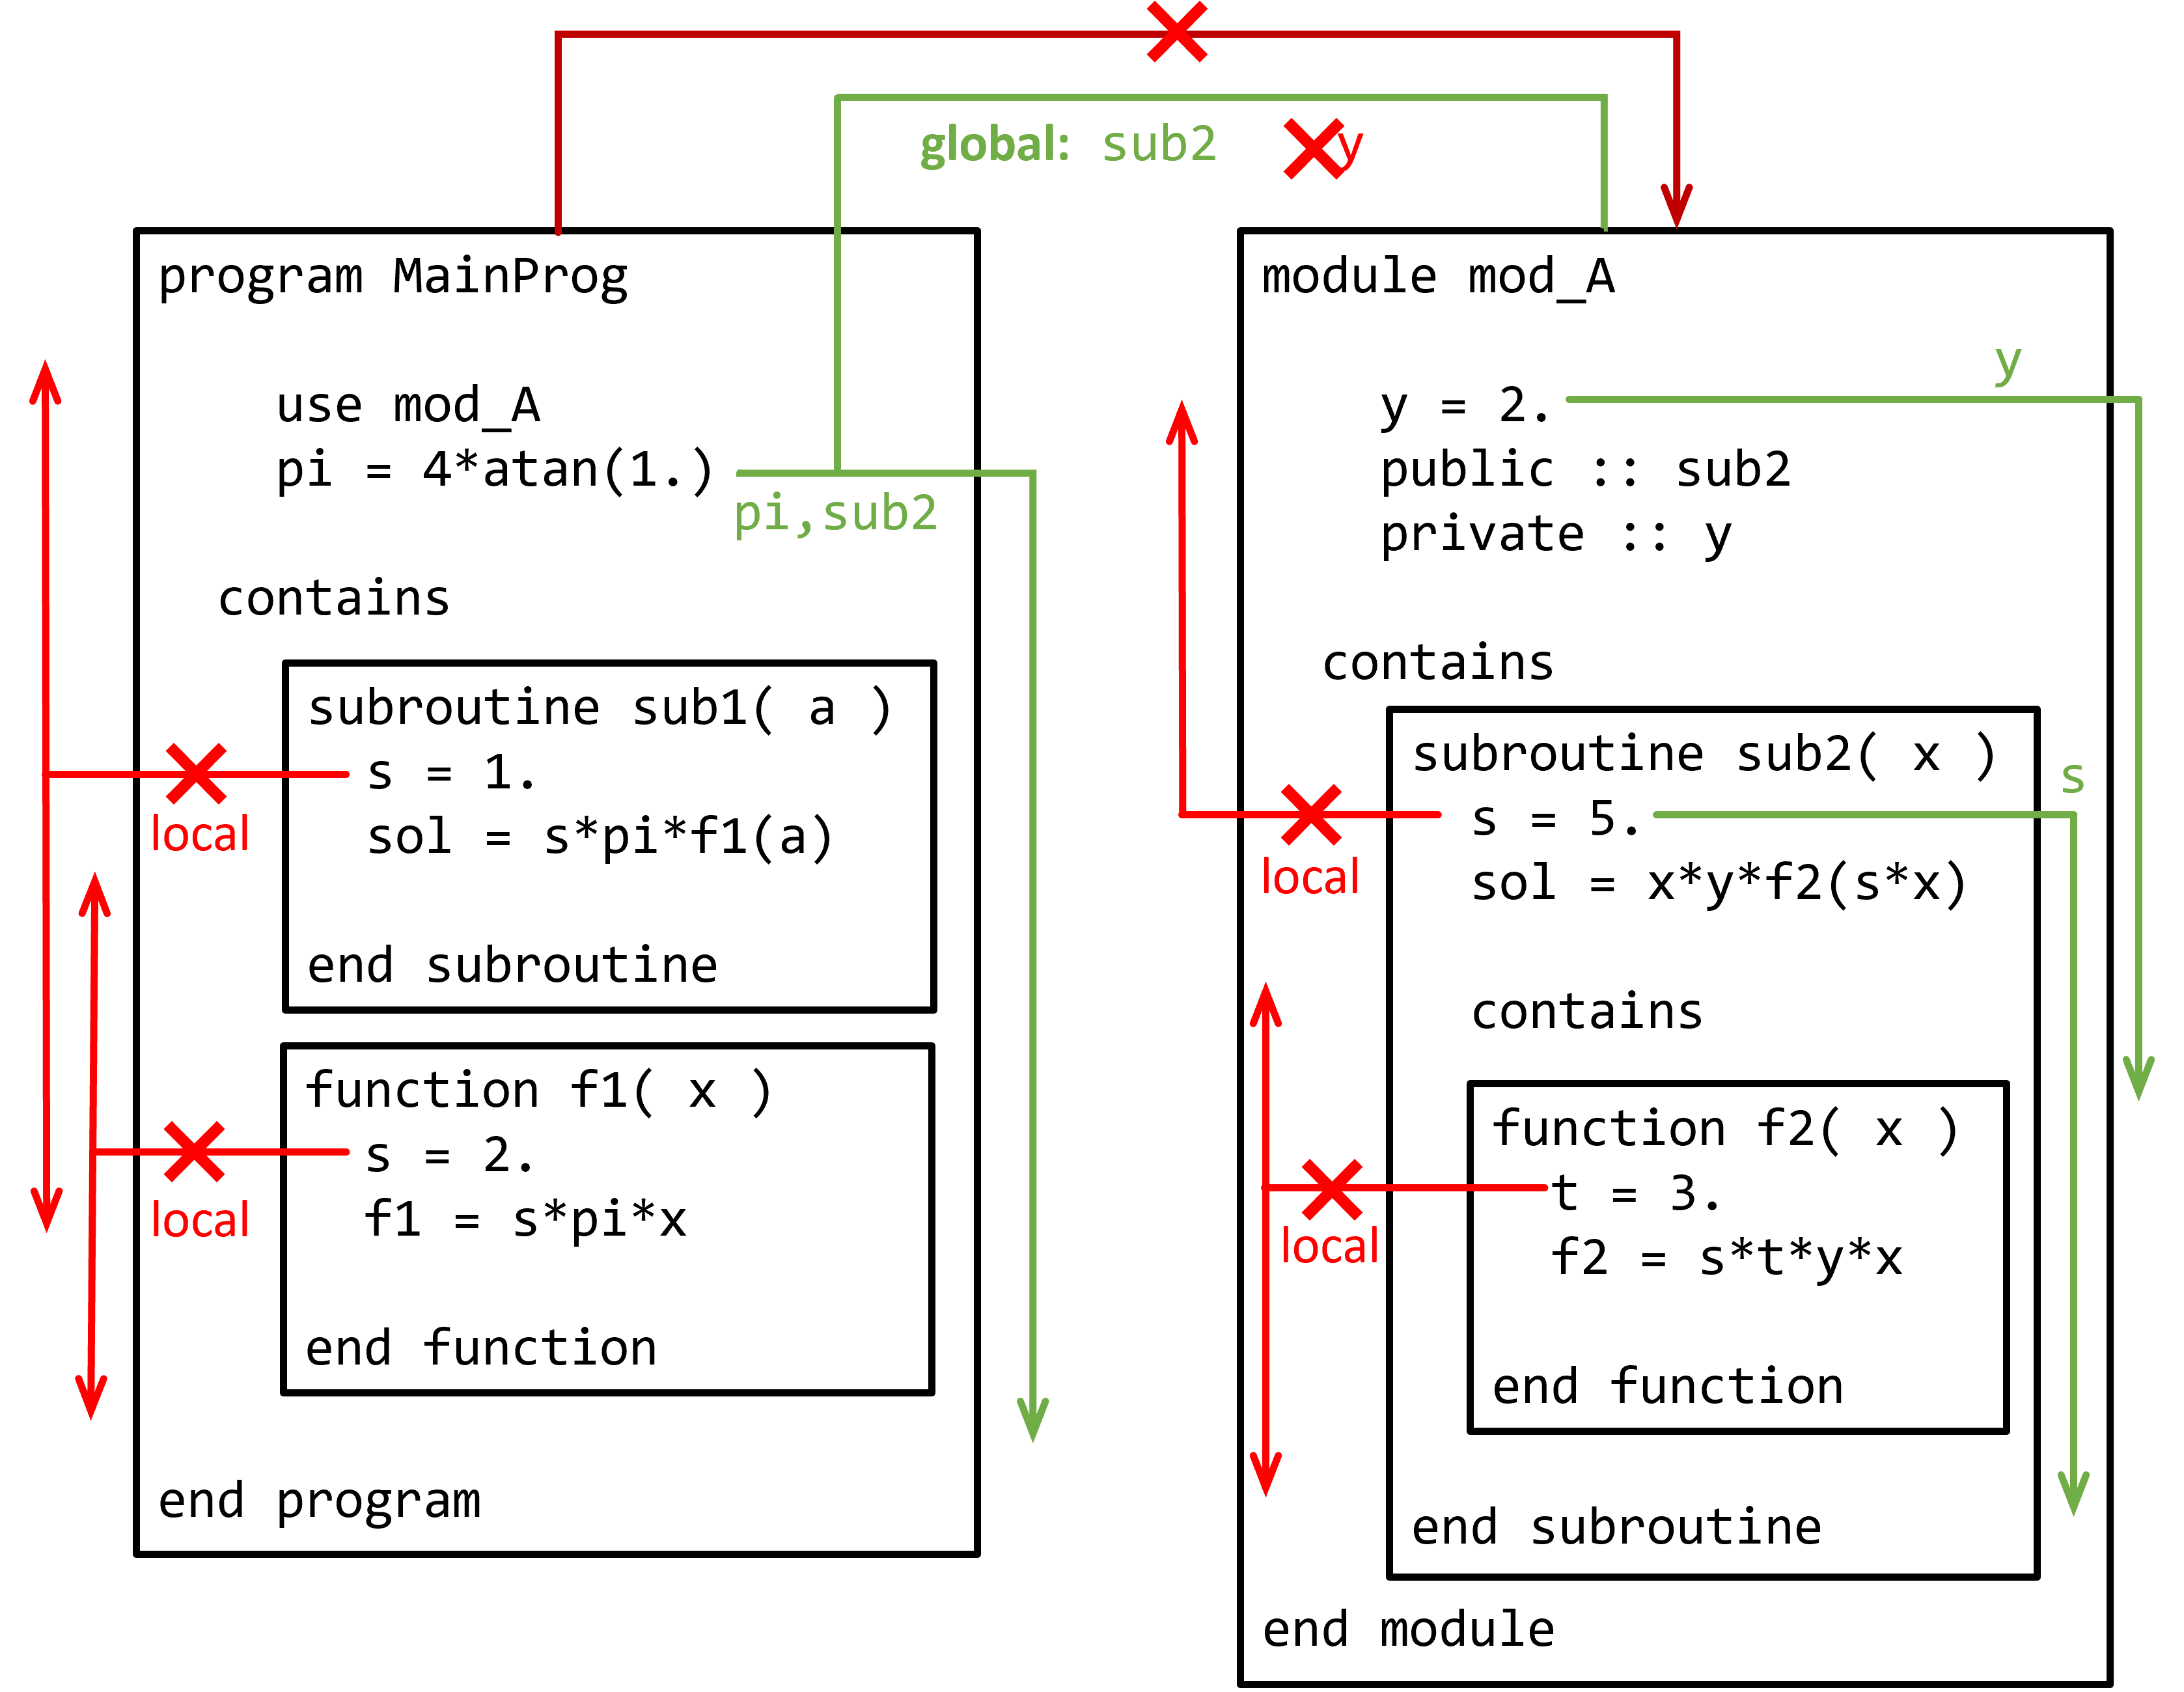 global: sub2 y
program MainProg
use mod_A
pi = 4*atan(1.)
pi,sub2
contains
subroutine sub1( a )
s = 1.
local
sol = s*pi*f1(a)
end subroutine
function f1( x )
s = 2.
local
f1 = s*pi*x
end function
end program
module mod_A
y
y = 2.
public :: sub2
private :: y
contains
subroutine sub2( x )
s
s = 5.
local
sol = x*y*f2(s*x)
contains
function f2( x )
t = 3.
local
f2 = s*t*y*x
end function
end subroutine
end module